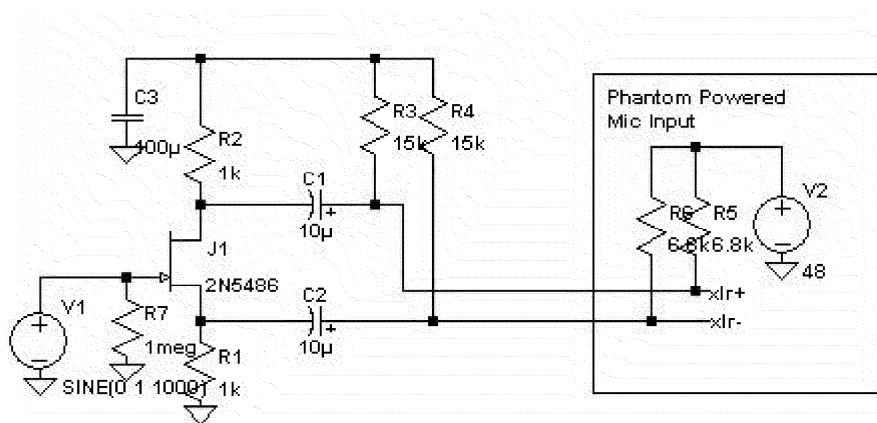 C3
100µ
R2
1k
R3
15k
R4
15k
C1
+
10µ
J1
2N5486
V1
+
R7
1meg
SINE(0 1 1000)
R1
1k
C2
+
10µ
Phantom Powered
Mic Input
R6
6.8k
R5
6.8k
V2
+
48
xlr+
xlr-